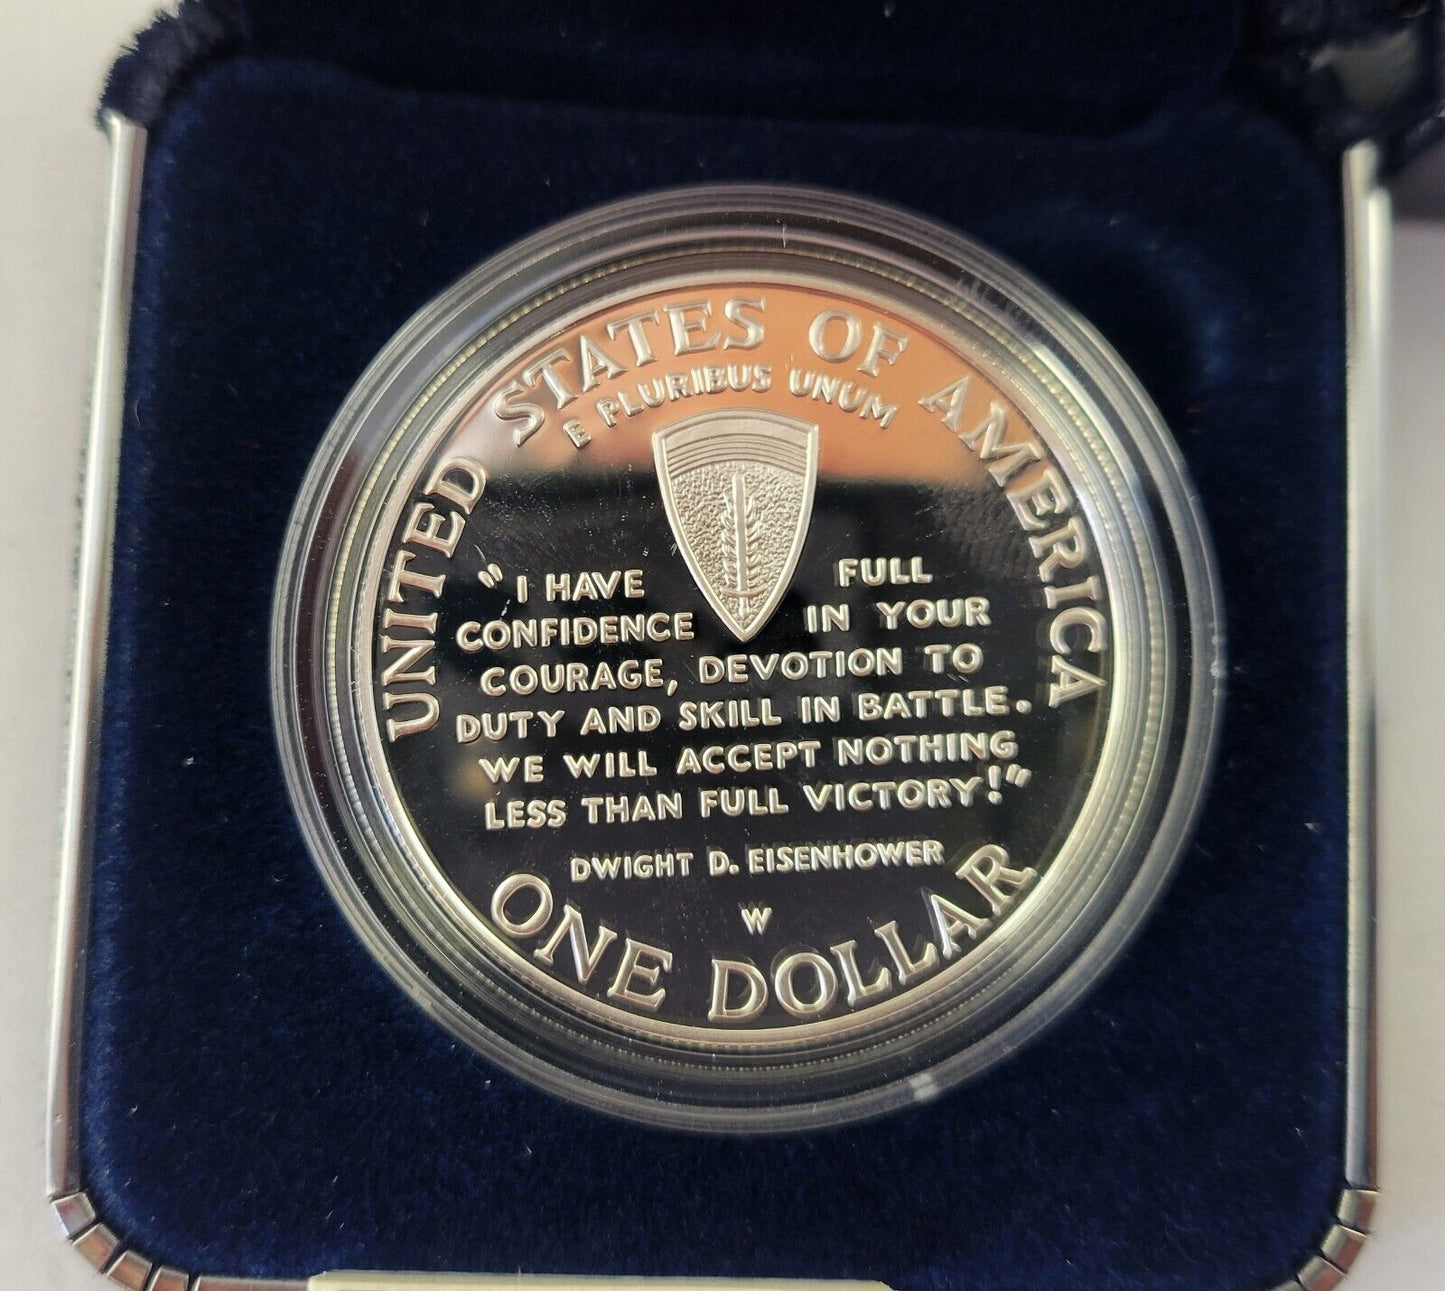 UNITED STATES OF AMERICA
E PLURIBUS UNUM
"I HAVE FULL
CONFIDENCE IN YOUR
COURAGE, DEVOTION TO
DUTY AND SKILL IN BATTLE.
WE WILL ACCEPT NOTHING
LESS THAN FULL VICTORY!"
DWIGHT D. EISENHOWER
W
ONE DOLLAR